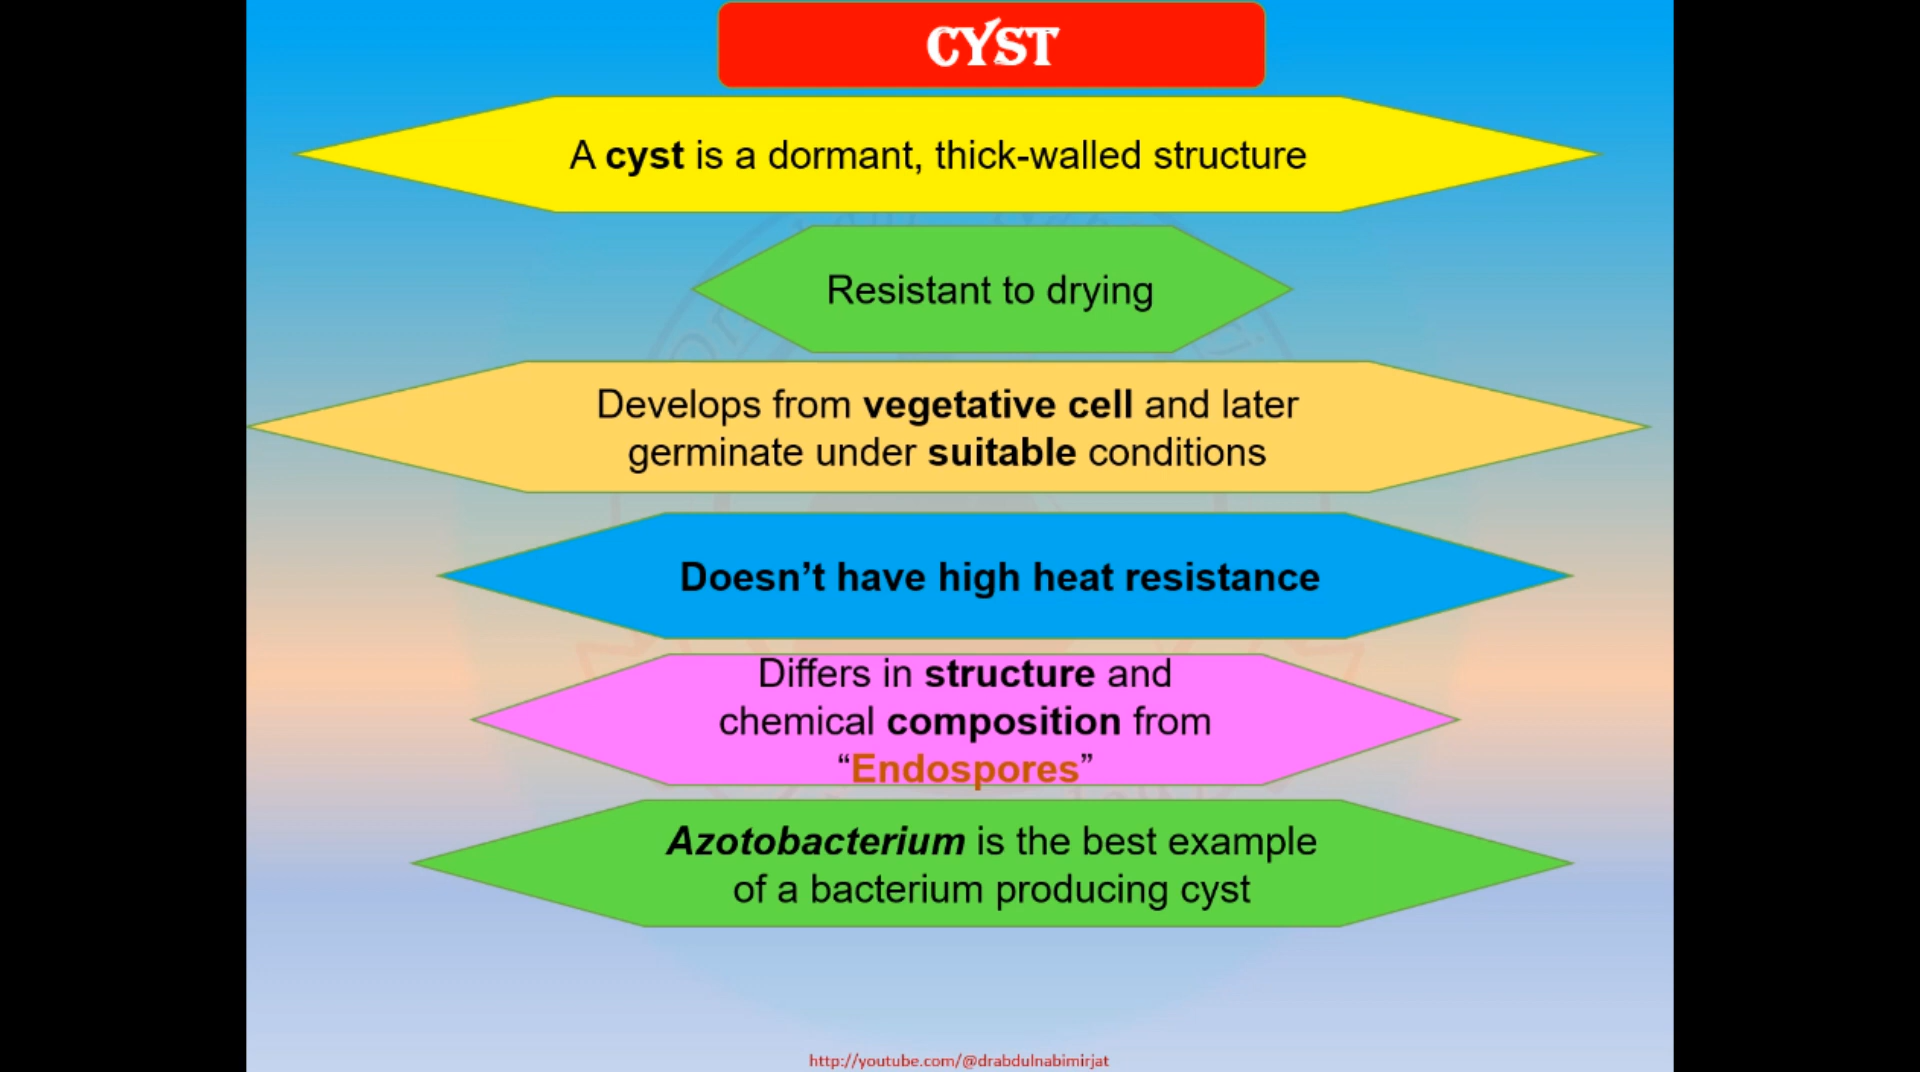 CYST
A cyst is a dormant, thick-walled structure
Resistant to drying
Develops from vegetative cell and later
germinate under suitable conditions
Doesn’t have high heat resistance
Differs in structure and
chemical composition from
“Endospores”
Azotobacterium is the best example
of a bacterium producing cyst
http://youtube.com/@drabdulnabimirjat